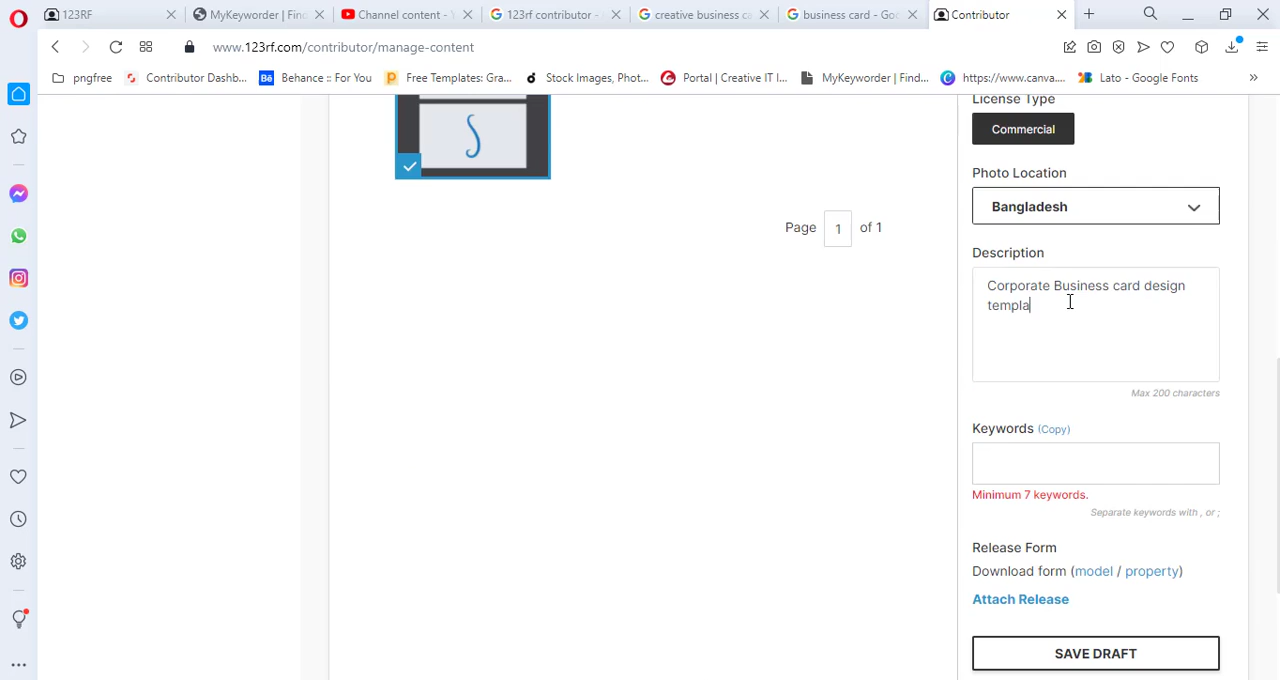 123RF
MyKeyworder | Finc
Channel content - Y
123rf contributor -
creative business ca
business card - Goo
Contributor
www.123rf.com/contributor/manage-content
pngfree
Contributor Dashb...
Behance :: For You
Free Templates: Gra...
Stock Images, Phot...
Portal | Creative IT I...
MyKeyworder | Find...
https://www.canva....
Lato - Google Fonts
License Type
Commercial
Photo Location
Bangladesh
Description
Corporate Business card design
templa
Max 200 characters
Page 1 of 1
Keywords (Copy)
Minimum 7 keywords.
Separate keywords with , or ;
Release Form
Download form (model / property)
Attach Release
SAVE DRAFT